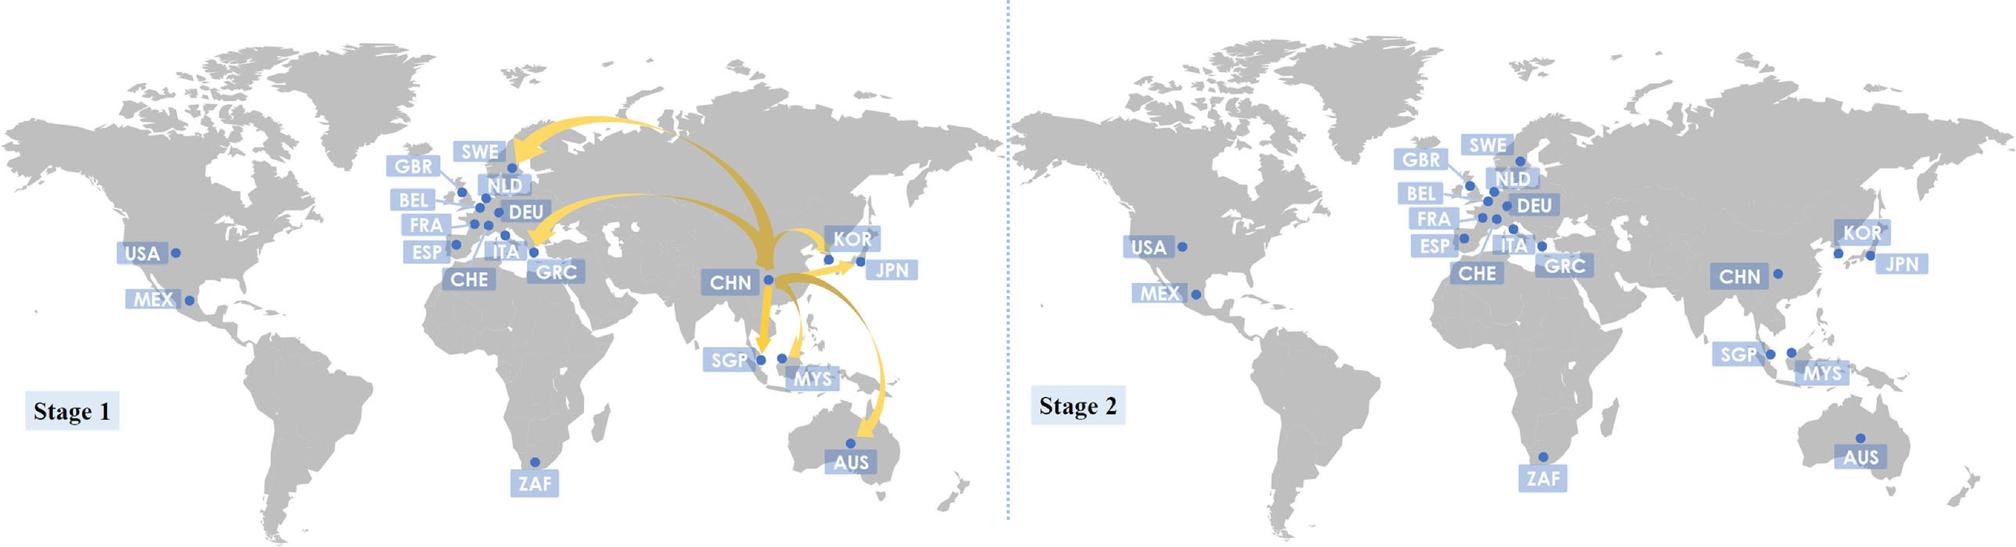 SWE
GBR
NLD
BEL
DEU
FRA
ESP
ITA
CHE
GRC
USA
MEX
KOR
JPN
CHN
SGP
MYS
AUS
ZAF
Stage 1
SWE
GBR
NLD
BEL
DEU
FRA
ESP
ITA
CHE
GRC
USA
MEX
KOR
JPN
CHN
SGP
MYS
AUS
ZAF
Stage 2